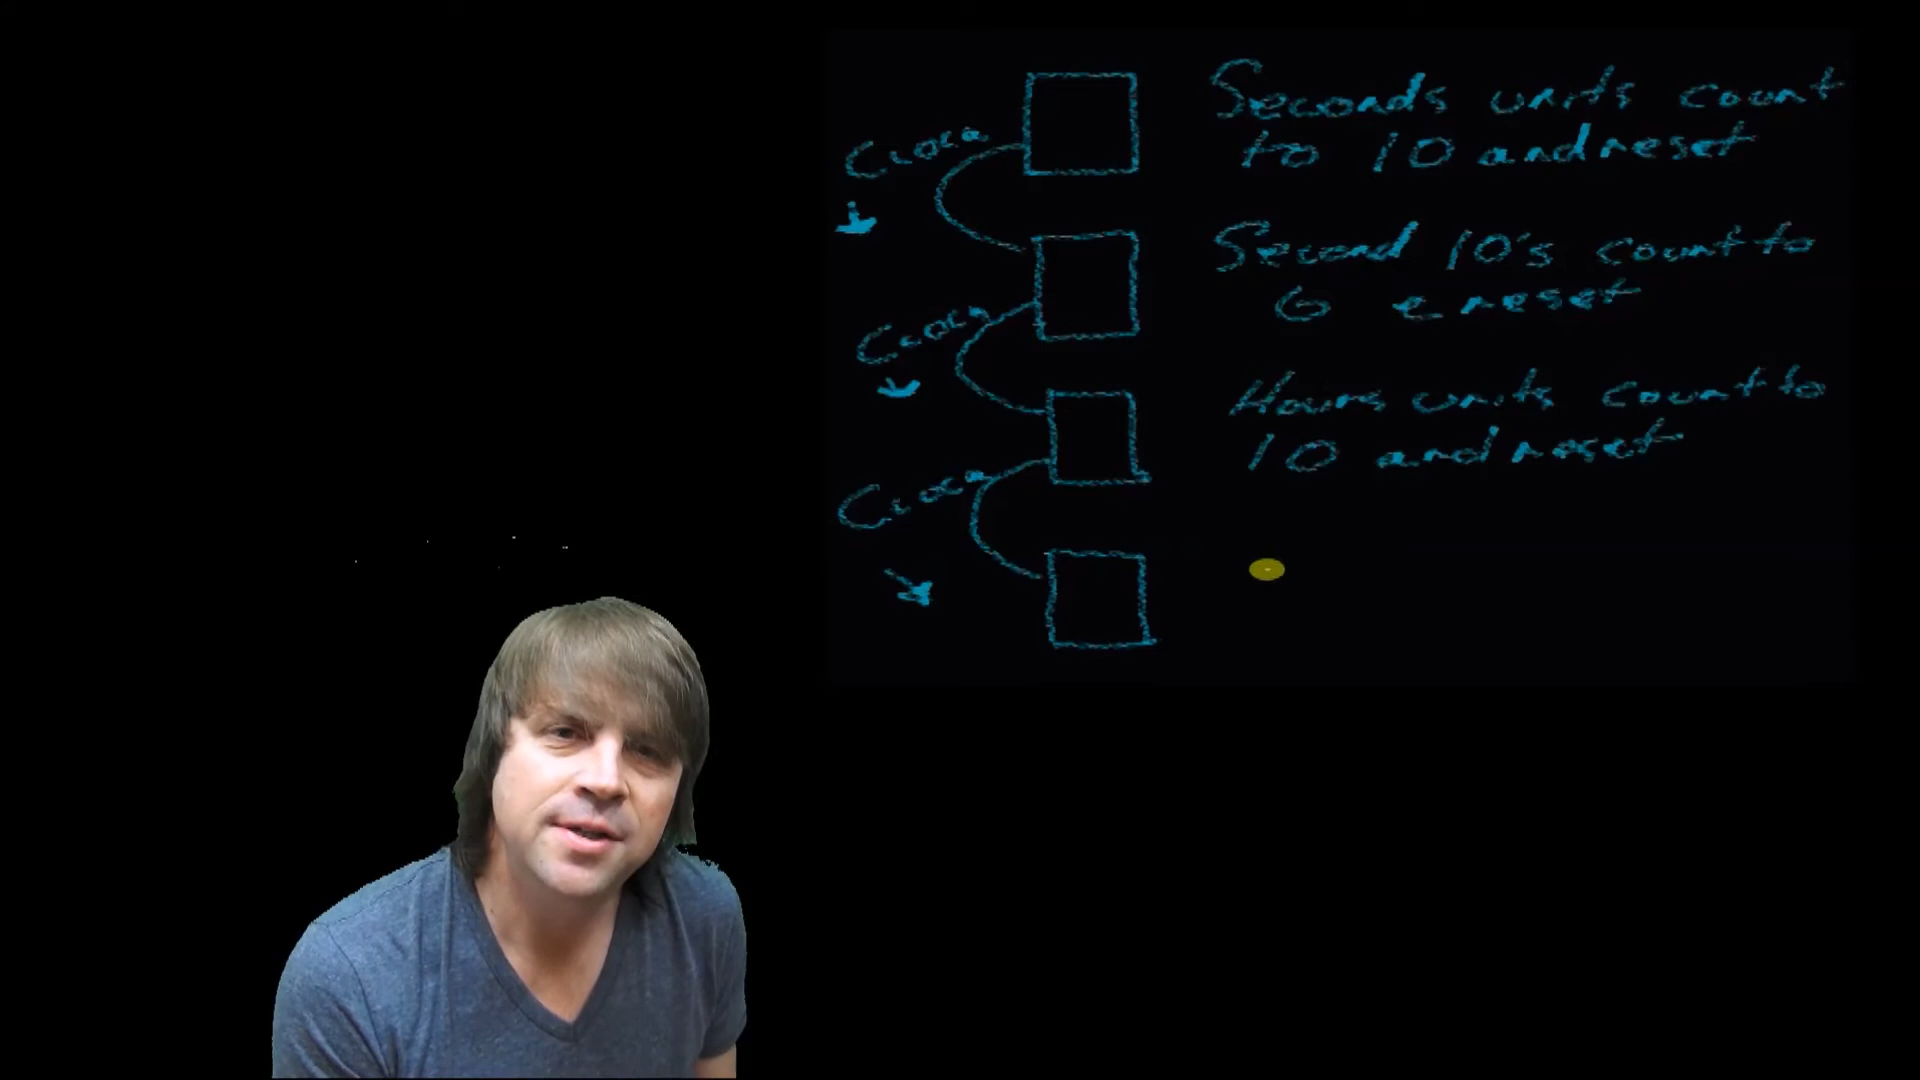 Seconds units count
to 10 and reset
Clock
Second 10's count to
6 & reset
Clock
Hours units count to
10 and reset
Clock